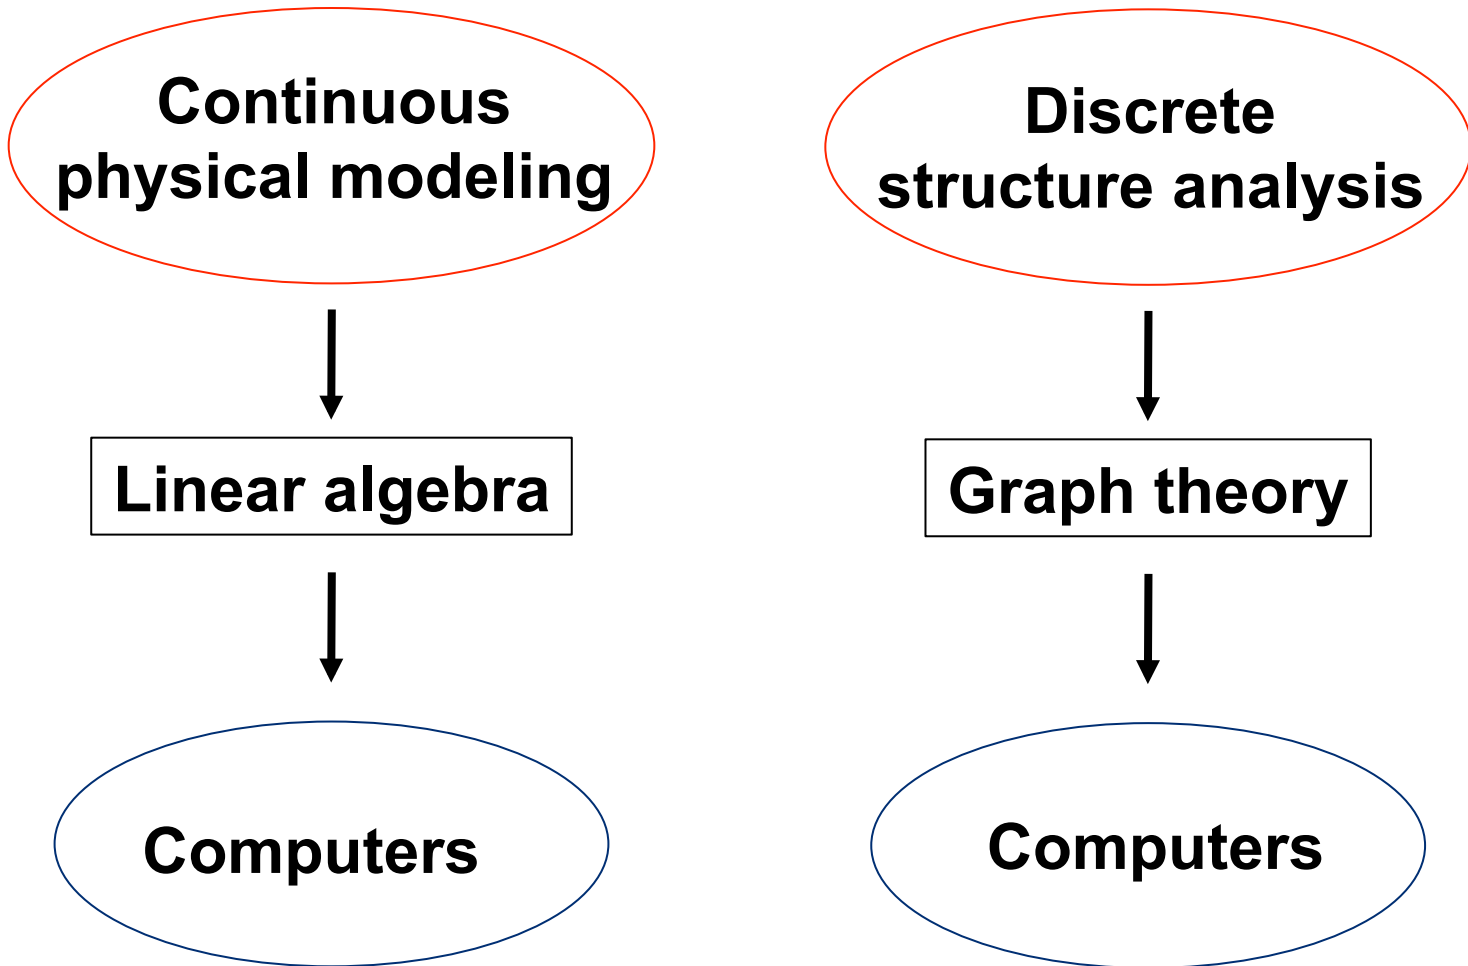 Continuous
physical modeling
Linear algebra
Computers
Discrete
structure analysis
Graph theory
Computers